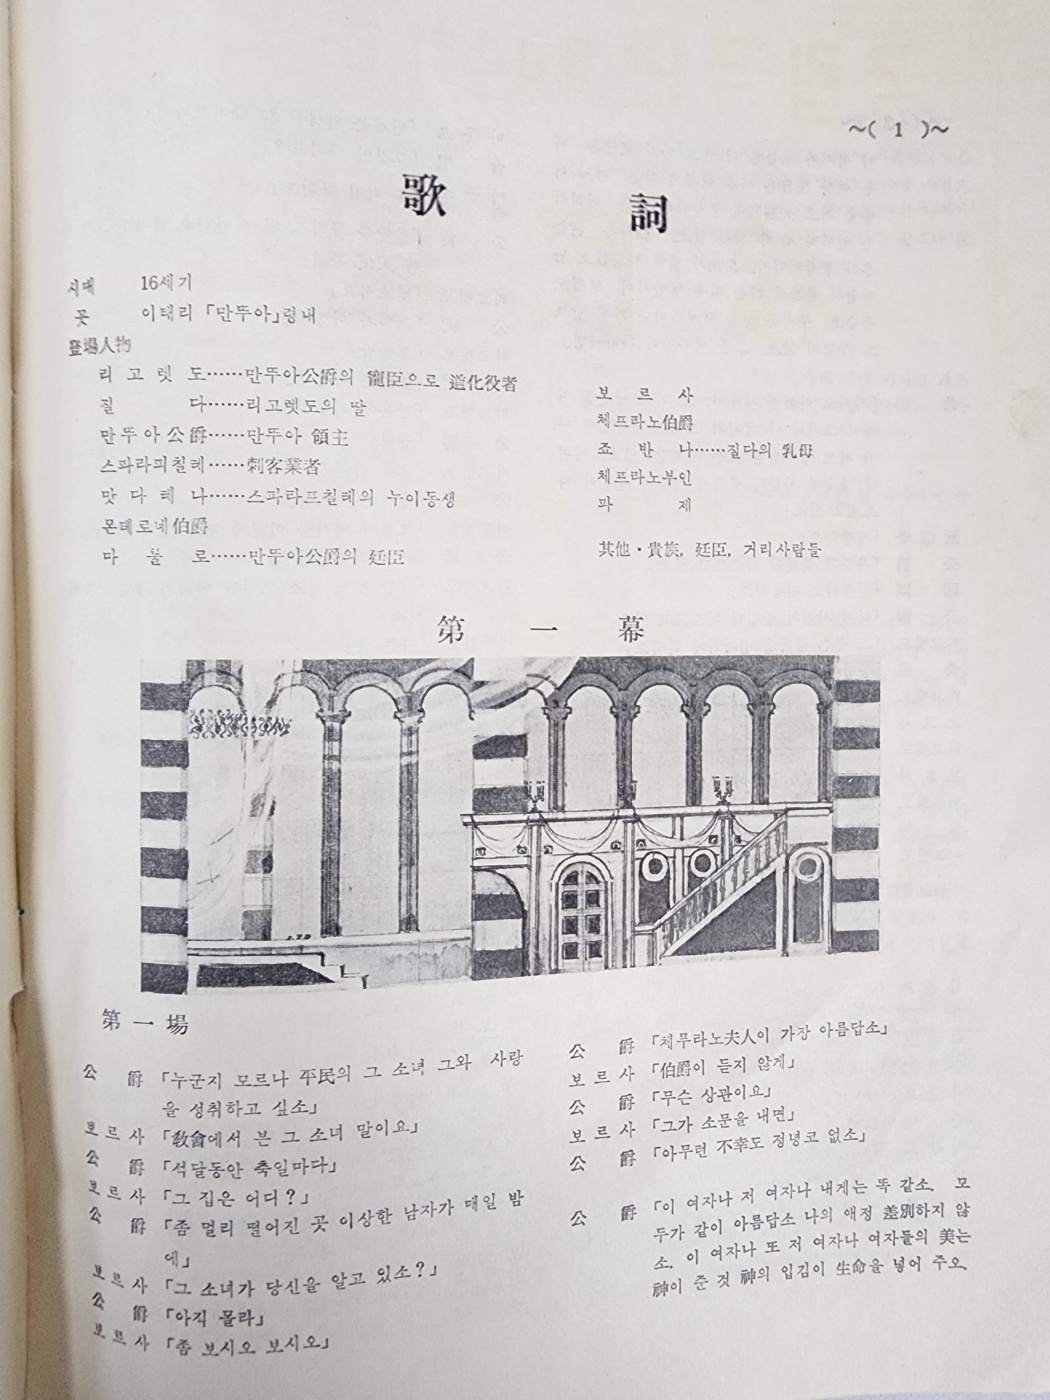 ~( 1 )~
歌 詞
시대 16세기
곳 이태리 「만뚜아」령내
登場人物
리 고 렛 도……만뚜아公爵의 寵臣으로 道化役者
질 다……리고렛도의 딸
만뚜아公爵……만뚜아 領主
스파라피칠레……刺客業者
맛 다 레 나……스파라프칠레의 누이동생
몬테로네伯爵
마 룰 로……만뚜아公爵의 廷臣
보 르 사
체프라노伯爵
죠 반 나……질다의 乳母
체프라노부인
파 제
其他・貴族, 廷臣, 거리사람들
第 一 幕
第 一 場
公 爵 「누군지 모르나 平民의 그 소녀 그와 사랑
을 성취하고 싶소」
보르사 「敎會에서 본 그 소녀 말이요」
公 爵 「석달동안 축일마다」
보르사 「그 집은 어디?」
公 爵 「좀 멀리 떨어진 곳 이상한 남자가 매일 밤
에」
보르사 「그 소녀가 당신을 알고 있소?」
公 爵 「아직 몰라」
보르사 「좀 보시오 보시오」
公 爵 「체푸라노夫人이 가장 아름답소」
보르사 「伯爵이 듣지 않게」
公 爵 「무슨 상관이요」
보르사 「그가 소문을 내면」
公 爵 「아무런 不幸도 정녕코 없소」
公 爵 「이 여자나 저 여자나 내게는 똑 같소. 모
두가 같이 아름답소 나의 애정 差別하지 않
소. 이 여자나 또 저 여자나 여자들의 美는
神이 준 것 神의 입김이 生命을 넣어 주오.